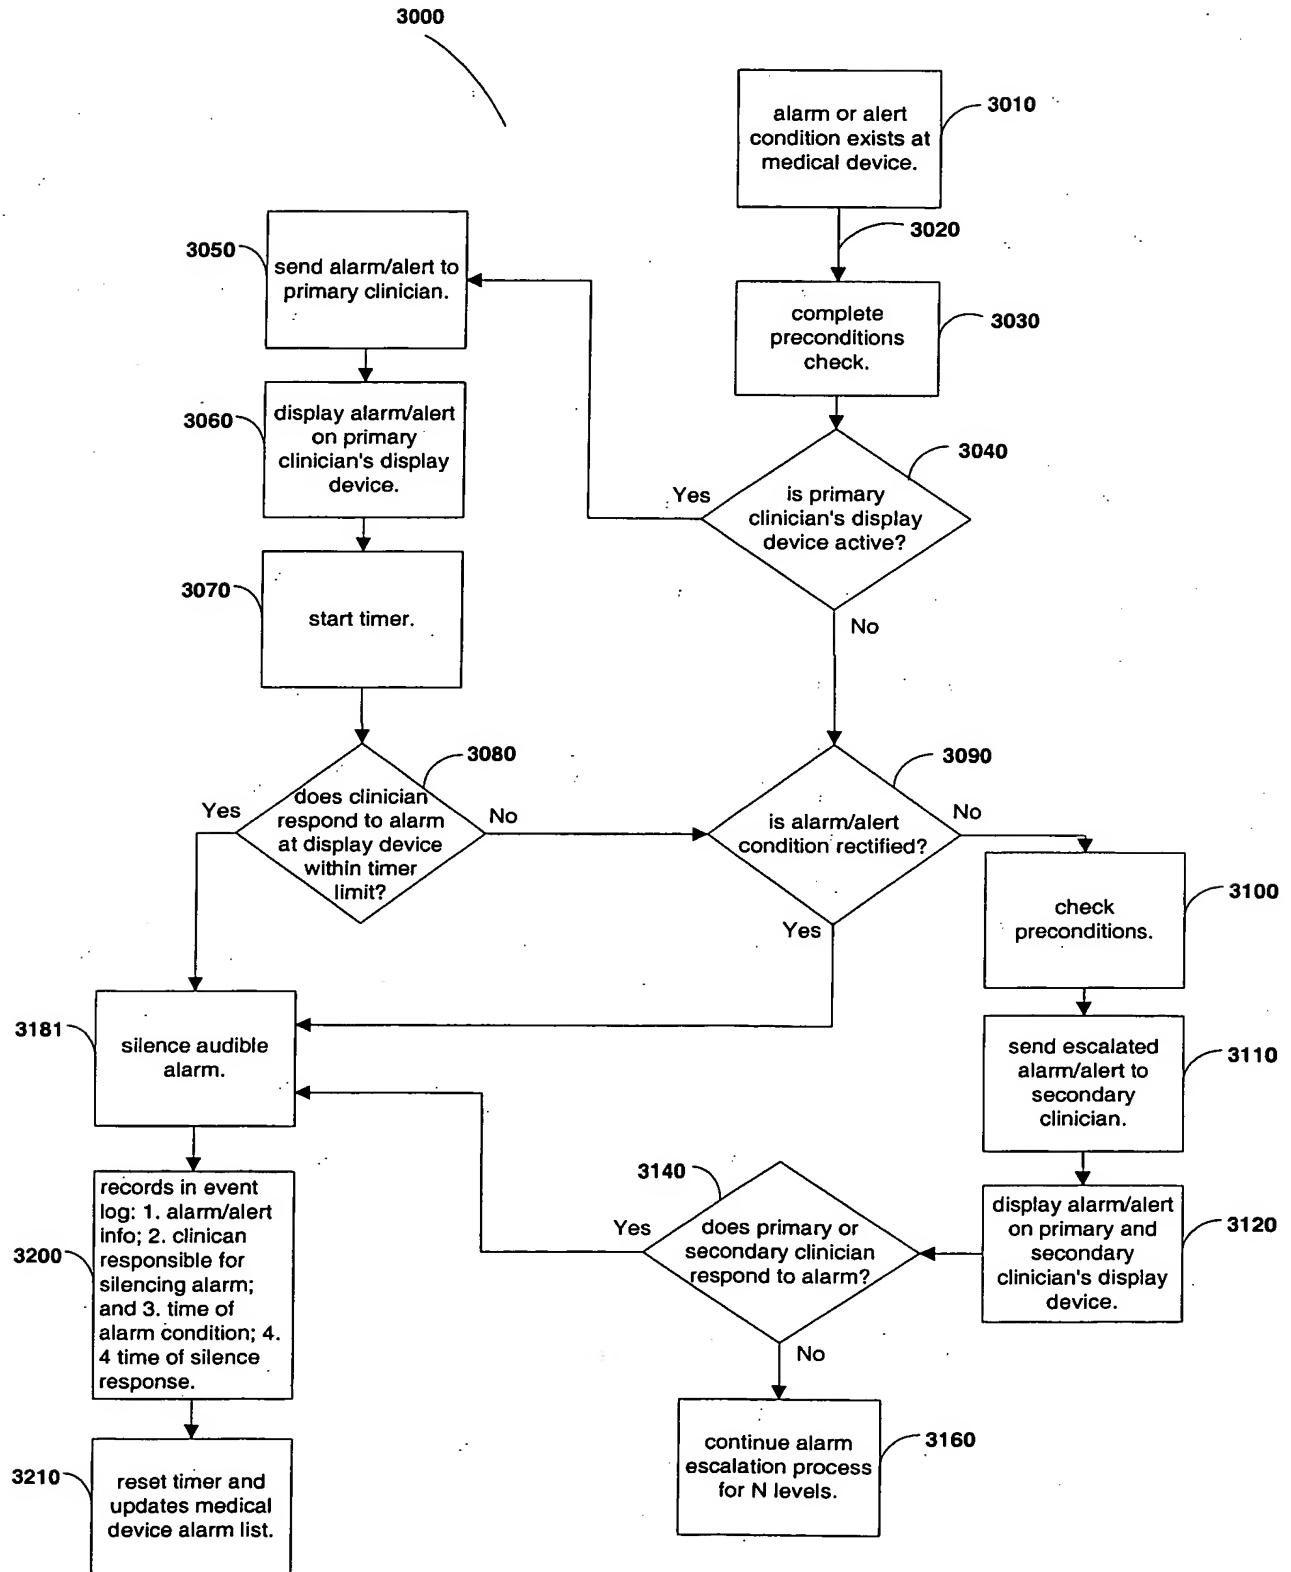 3000
alarm or alert
condition exists at
medical device.
3010
3020
3050
send alarm/alert to
primary clinician.
complete
preconditions
check.
3030
3060
display alarm/alert
on primary
clinician's display
device.
3040
Yes
is primary
clinician's display
device active?
No
3070
start timer.
3080
Yes
does clinician
respond to alarm
at display device
within timer
limit?
No
3090
is alarm/alert
condition rectified?
No
Yes
3100
check
preconditions.
3181
silence audible
alarm.
3110
send escalated
alarm/alert to
secondary
clinician.
3120
display alarm/alert
on primary and
secondary
clinician's display
device.
3140
Yes
does primary or
secondary clinician
respond to alarm?
No
3200
records in event
log: 1. alarm/alert
info; 2. clinican
responsible for
silencing alarm;
and 3. time of
alarm condition; 4.
4 time of silence
response.
3160
continue alarm
escalation process
for N levels.
3210
reset timer and
updates medical
device alarm list.